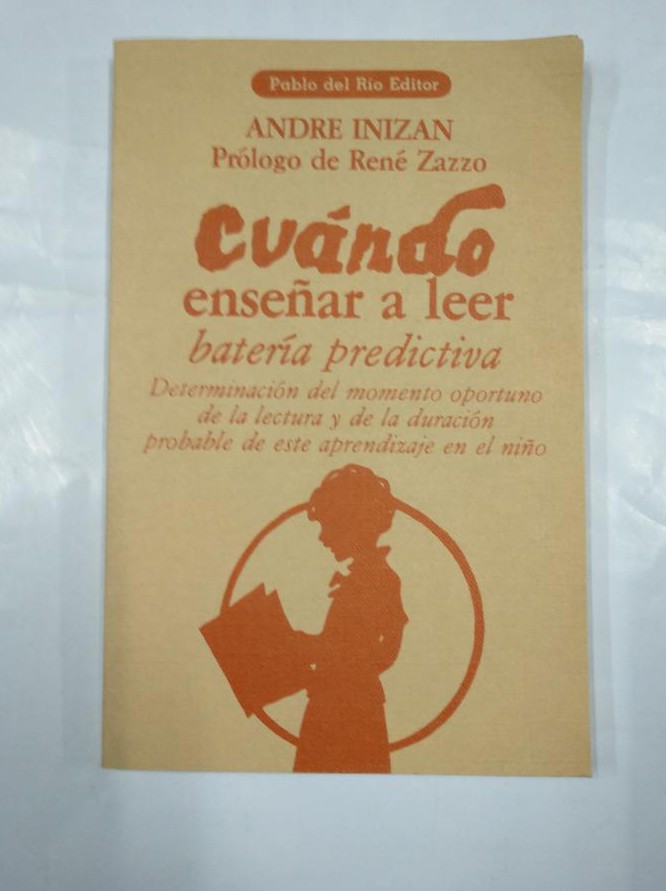 Pablo del Río Editor
ANDRE INIZAN
Prólogo de René Zazzo
cuándo
enseñar a leer
batería predictiva
Determinación del momento oportuno
de la lectura y de la duración
probable de este aprendizaje en el niño